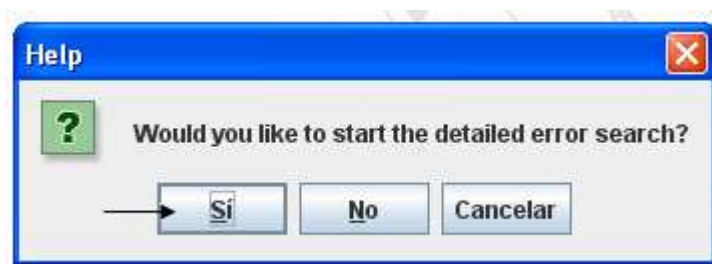 Help
?
Would you like to start the detailed error search?
Sí No Cancelar